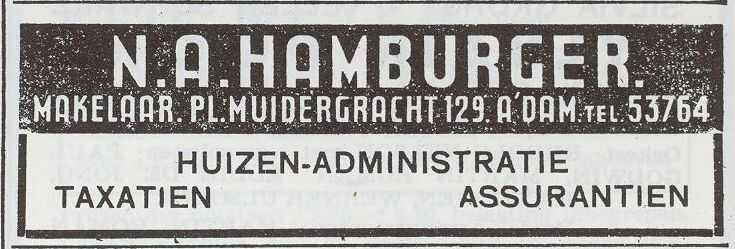 N.A.HAMBURGER.
MAKELAAR. PL.MUIDERGRACHT 129. A'DAM. TEL. 53764
HUIZEN-ADMINISTRATIE
TAXATIEN ASSURANTIEN